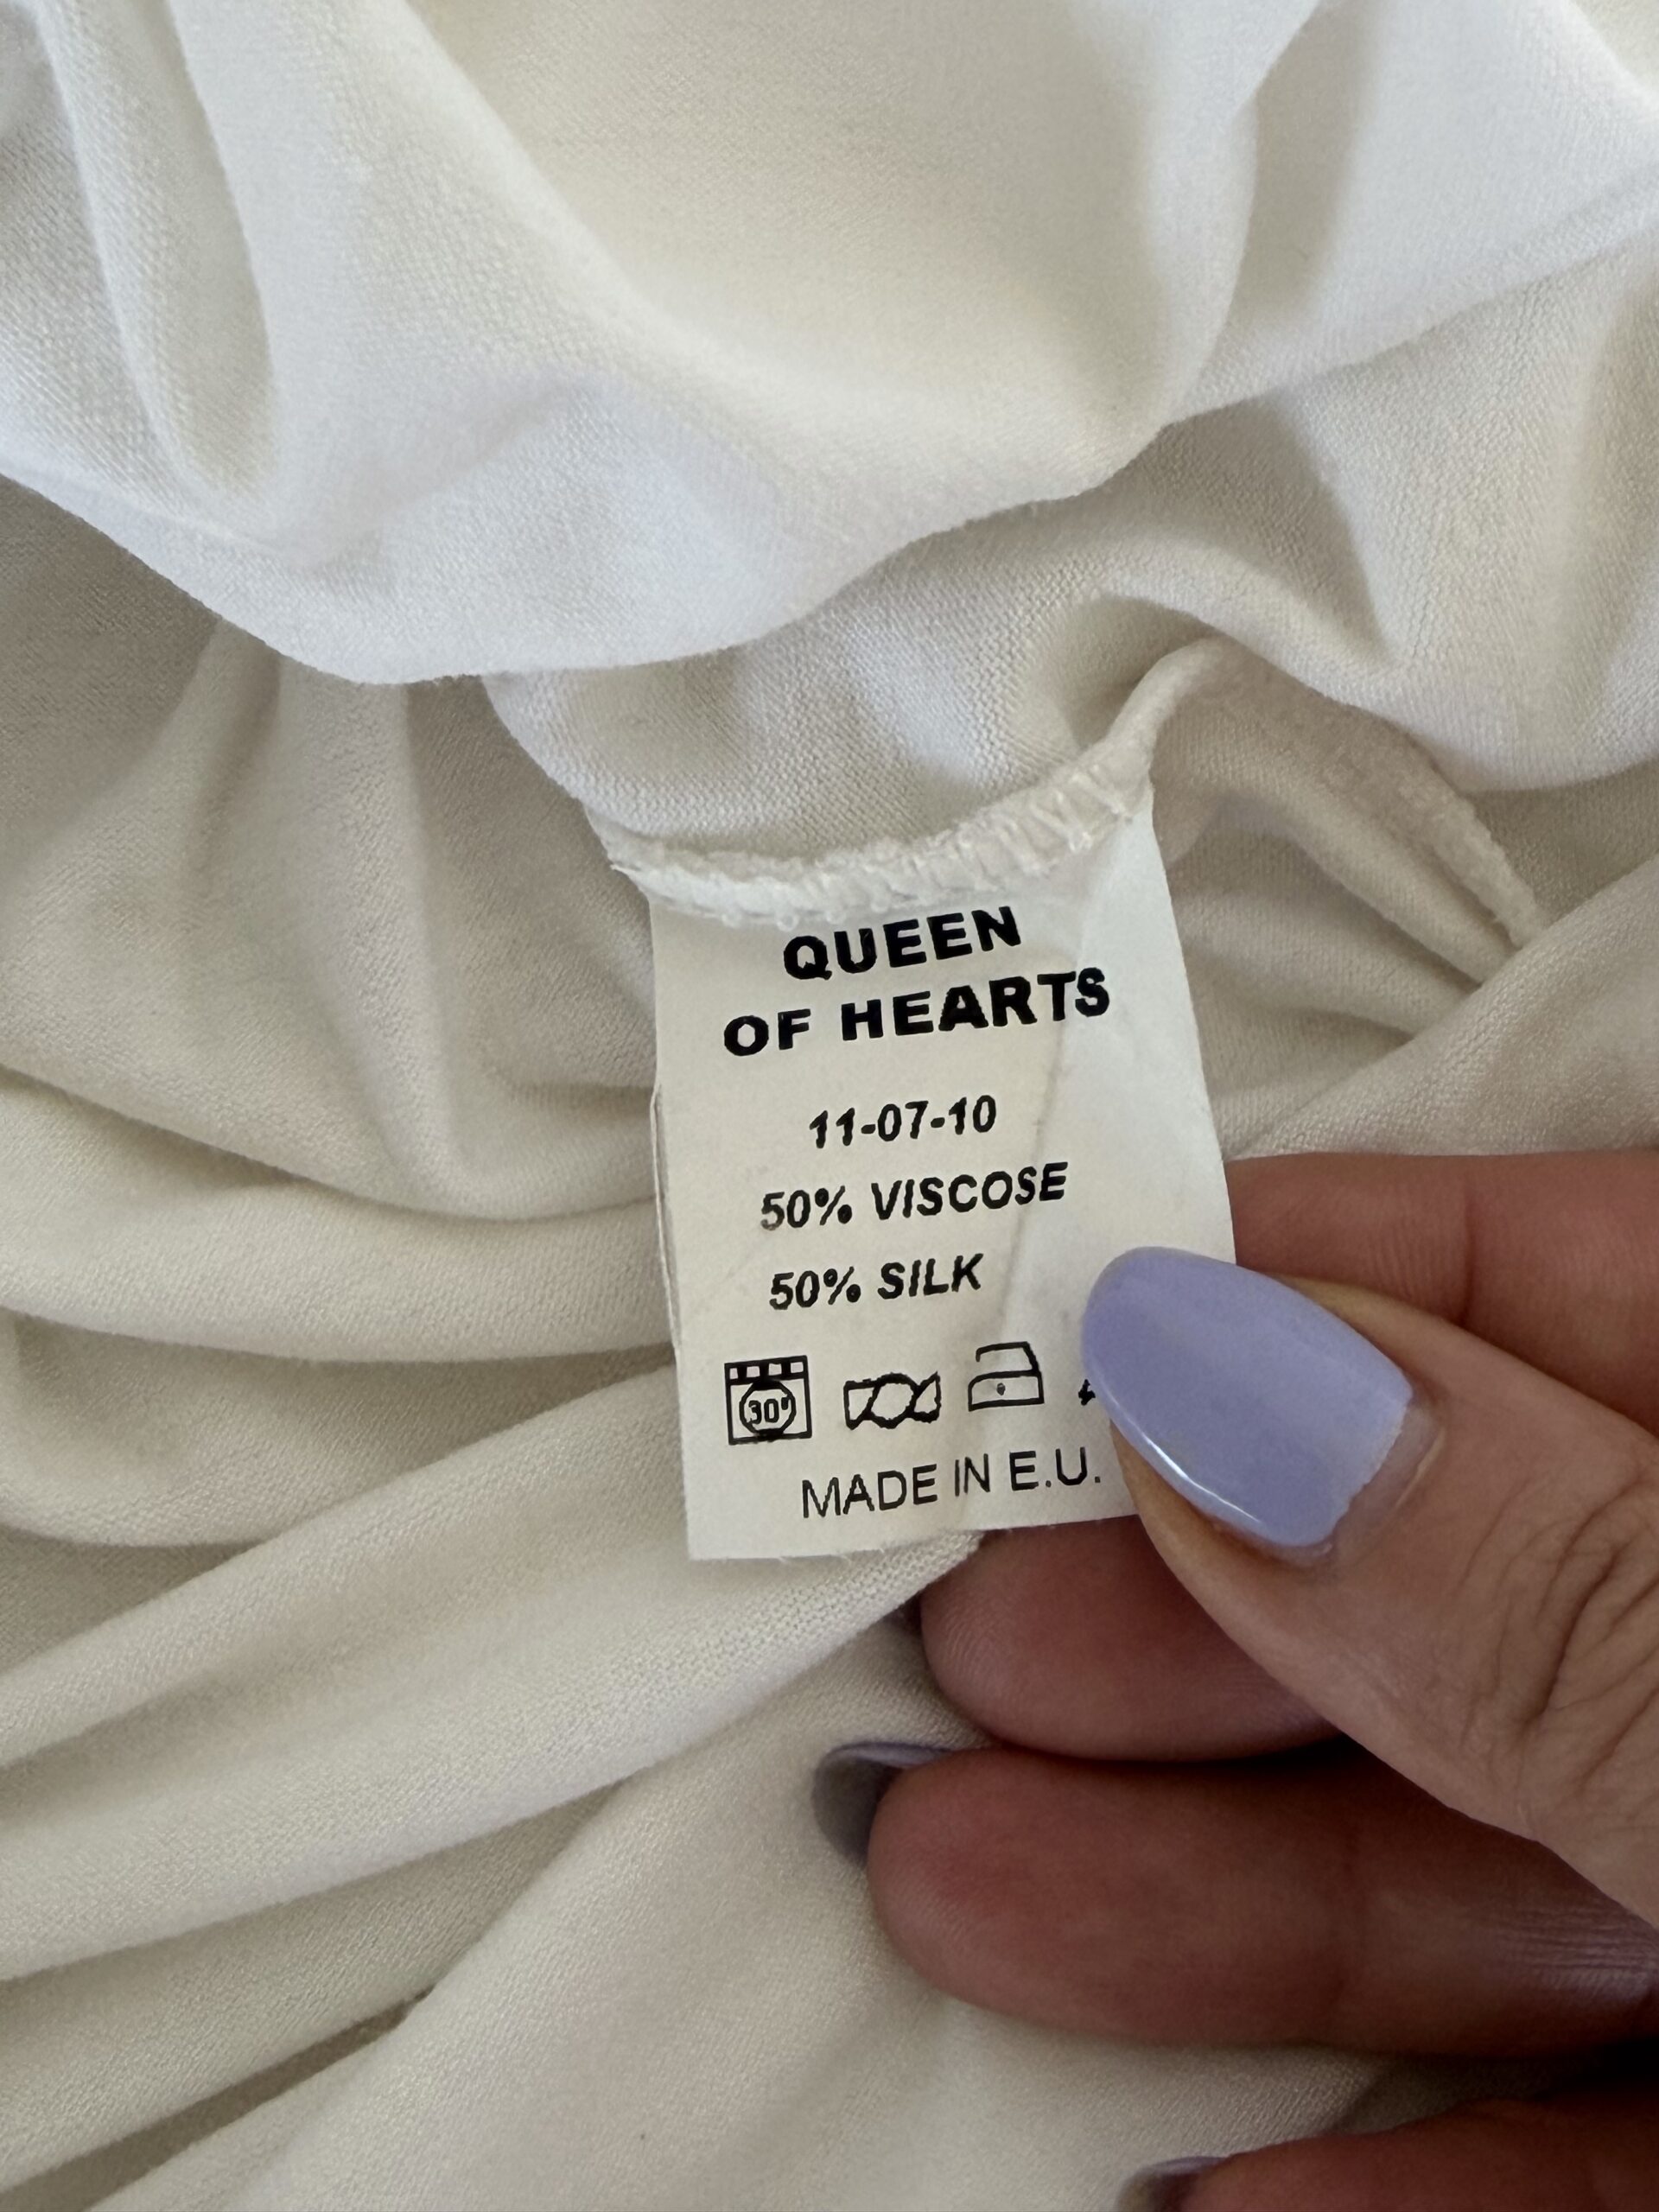 QUEEN
OF HEARTS
11-07-10
50% VISCOSE
50% SILK
30°
MADE IN E.U.